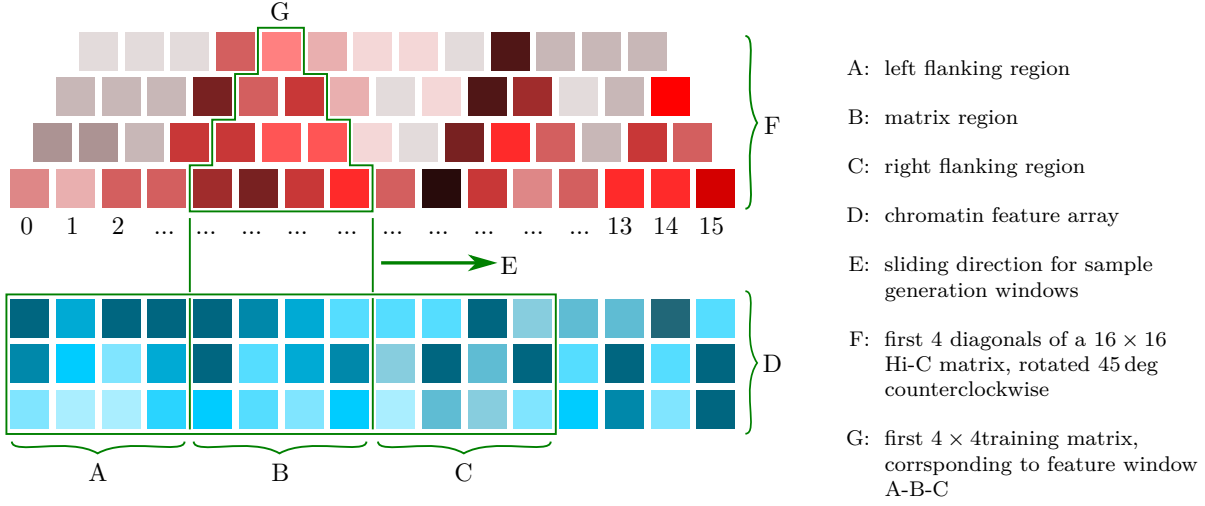 G
F
0 1 2 ... ... ... ... ... ... ... ... ... ... 13 14 15
E
D
A B C
A: left flanking region
B: matrix region
C: right flanking region
D: chromatin feature array
E: sliding direction for sample
generation windows
F: first 4 diagonals of a 16 × 16
Hi-C matrix, rotated 45 deg
counterclockwise
G: first 4 × 4training matrix,
corrsponding to feature window
A-B-C